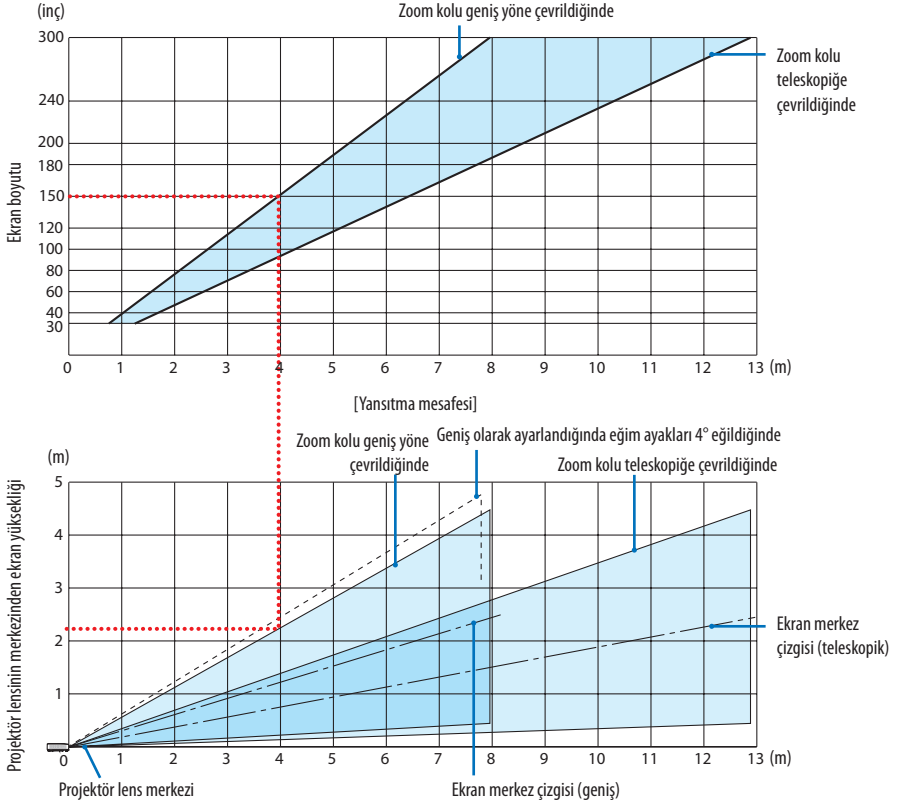 (inç)
Zoom kolu geniş yöne çevrildiğinde
300
240
200
180
150
120
100
80
60
40
30
Ekran boyutu
Zoom kolu
teleskopiğe
çevrildiğinde
0 1 2 3 4 5 6 7 8 9 10 11 12 13 (m)
[Yansıtma mesafesi]
Zoom kolu geniş yöne
çevrildiğinde
Geniş olarak ayarlandığında eğim ayakları 4° eğildiğinde
Zoom kolu teleskopiğe çevrildiğinde
(m)
5
4
3
2
1
Projektör lensinin merkezinden ekran yüksekliği
Ekran merkez
çizgisi (teleskopik)
0 1 2 3 4 5 6 7 8 9 10 11 12 13 (m)
Projektör lens merkezi
Ekran merkez çizgisi (geniş)